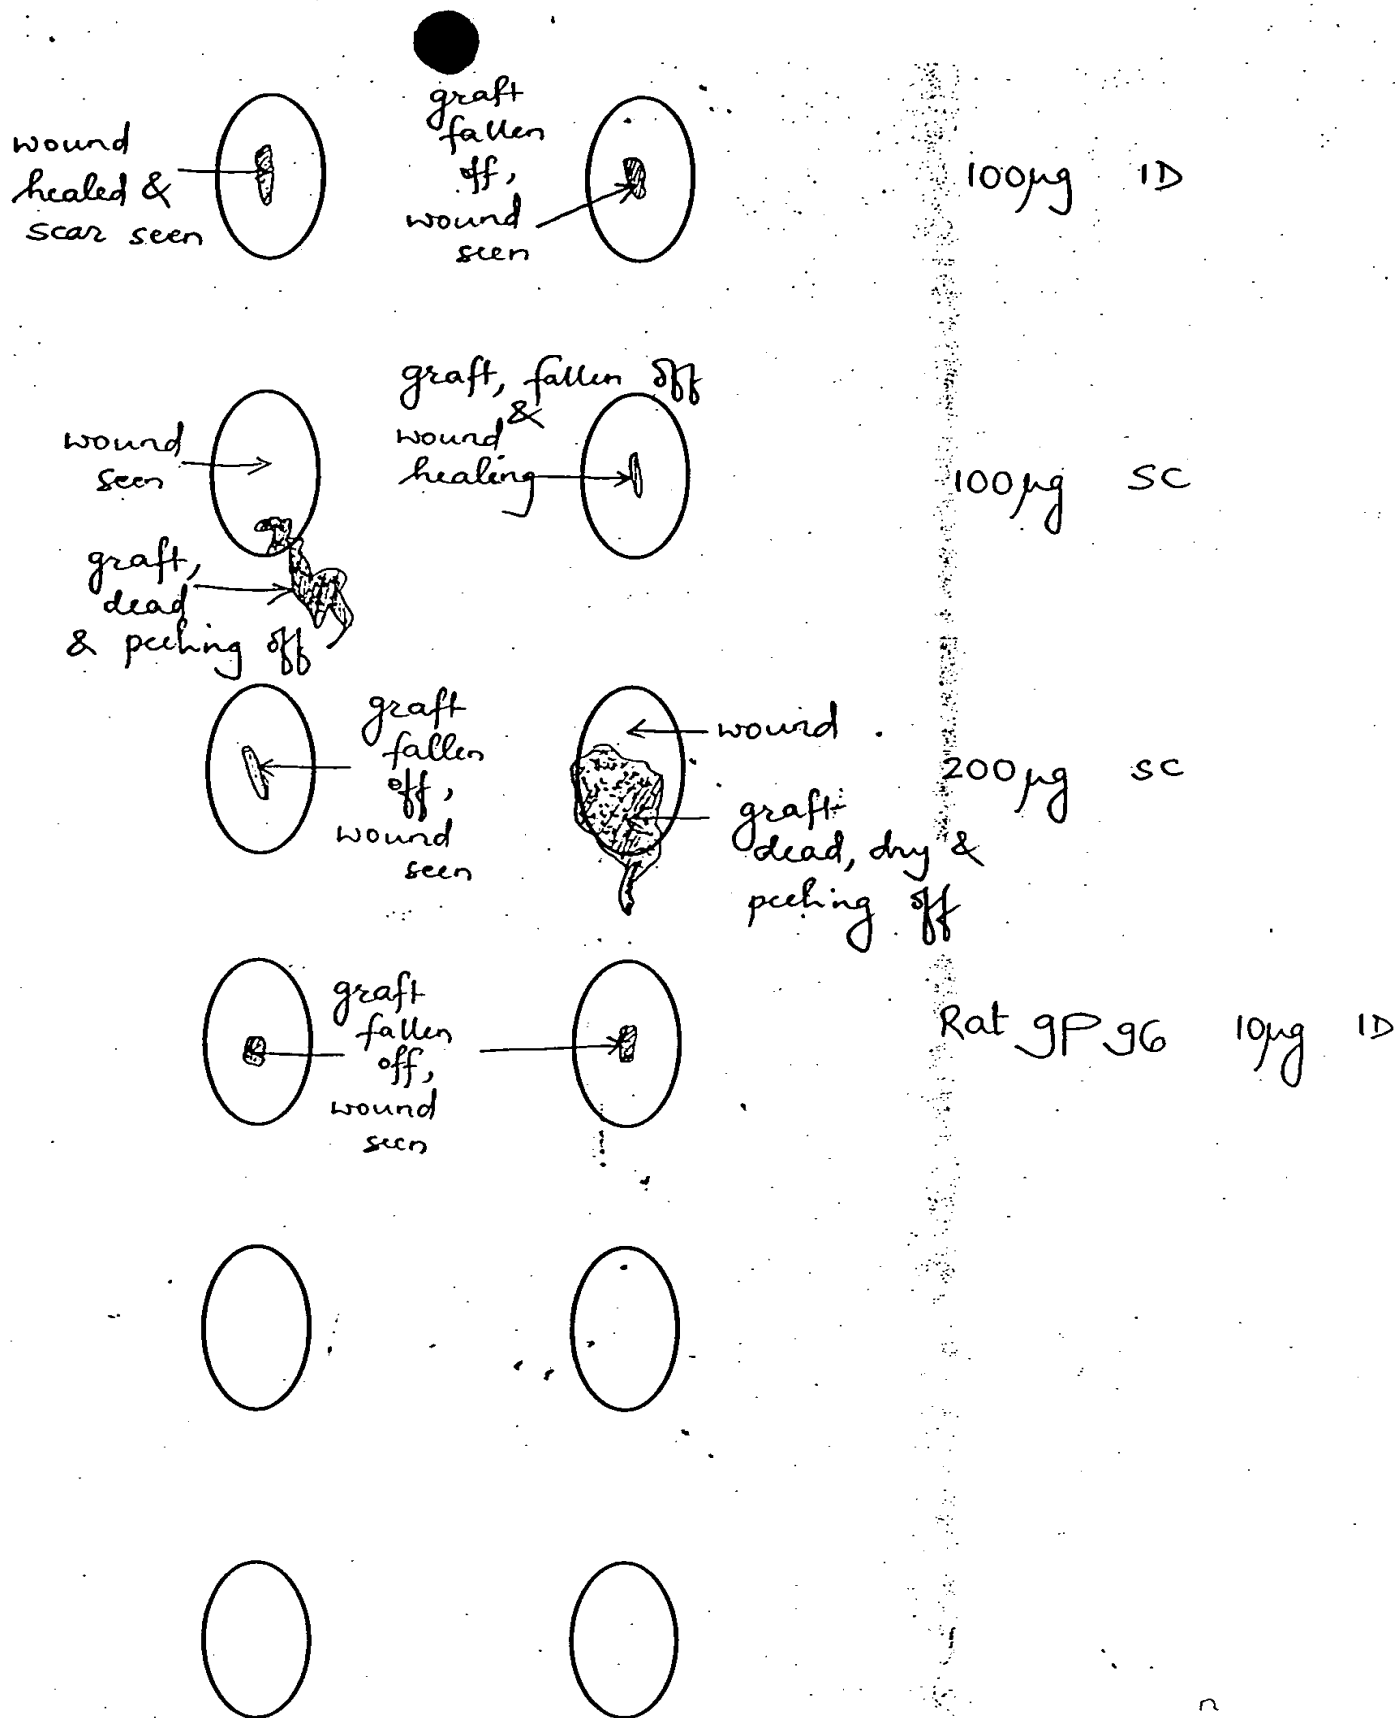 graft
fallen
off,
wound
seen
wound
healed &
scar seen
100µg ID
graft, fallen off
&
wound
healing
wound
seen
100µg SC
graft,
dead
& peeling off
graft
fallen
off,
wound
seen
wound
200µg SC
graft
dead, dry &
peeling off
graft
fallen
off,
wound
seen
Rat gp 96 10µg ID